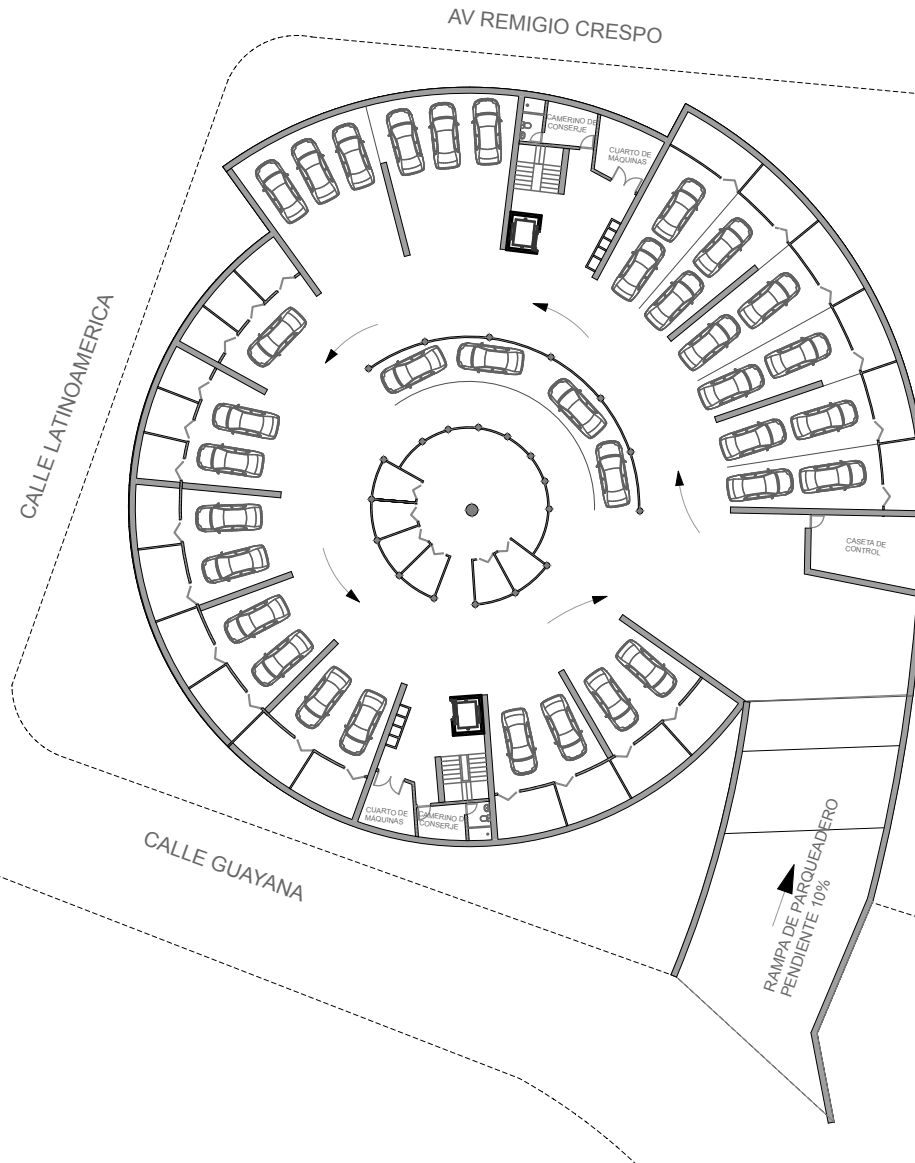 AV REMIGIO CRESPO
CAMERINO DE
CONSERJE
CUARTO DE
MÁQUINAS
CALLE LATINOAMERICA
CASETA DE
CONTROL
CUARTO DE
MÁQUINAS
CAMERINO D
CONSERJE
CALLE GUAYANA
RAMPA DE PARQUEADERO
PENDIENTE 10%